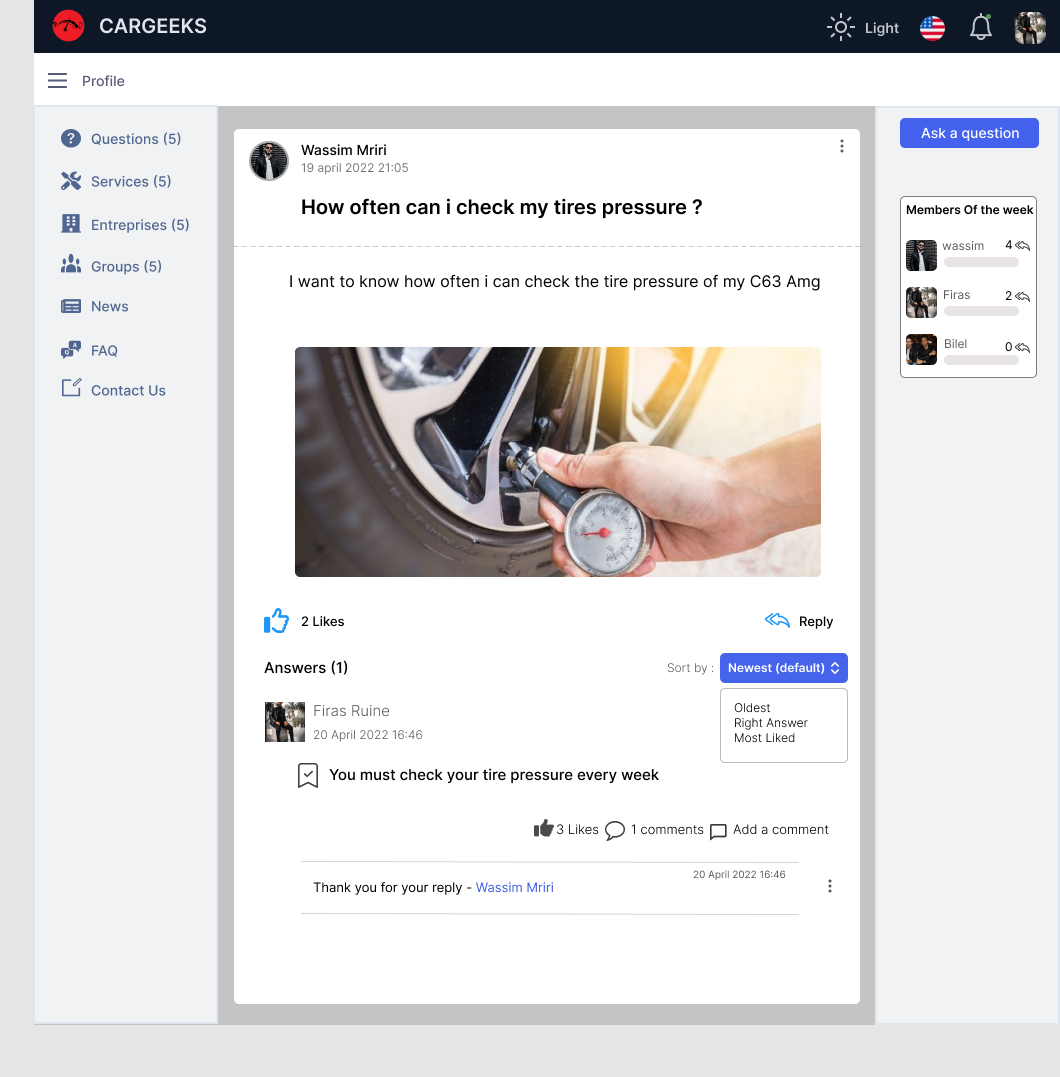 CARGEEKS
Light
Profile
Questions (5)
Services (5)
Entreprises (5)
Groups (5)
News
FAQ
Contact Us
Wassim Mriri
19 april 2022 21:05
How often can i check my tires pressure ?
I want to know how often i can check the tire pressure of my C63 Amg
2 Likes
Reply
Answers (1)
Sort by :
Newest (default)
Oldest
Right Answer
Most Liked
Firas Ruine
20 April 2022 16:46
You must check your tire pressure every week
3 Likes
1 comments
Add a comment
20 April 2022 16:46
Thank you for your reply - Wassim Mriri
Ask a question
Members Of the week
wassim 4
Firas 2
Bilel 0